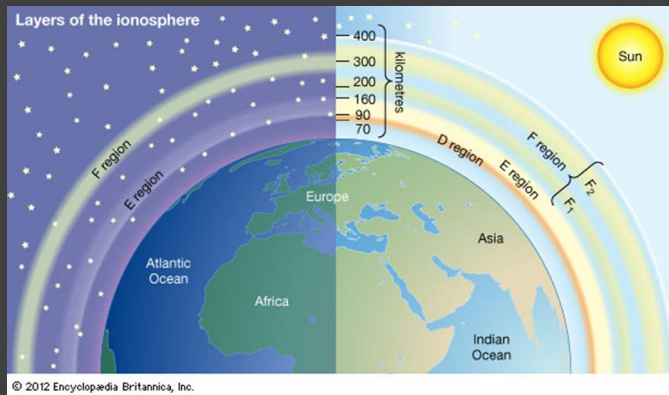 Layers of the ionosphere
400
300
200
160
90
70
kilometres
Sun
F region
E region
D region
E region
F region
F₁
F₂
Europe
Asia
Atlantic
Ocean
Africa
Indian
Ocean
© 2012 Encyclopædia Britannica, Inc.